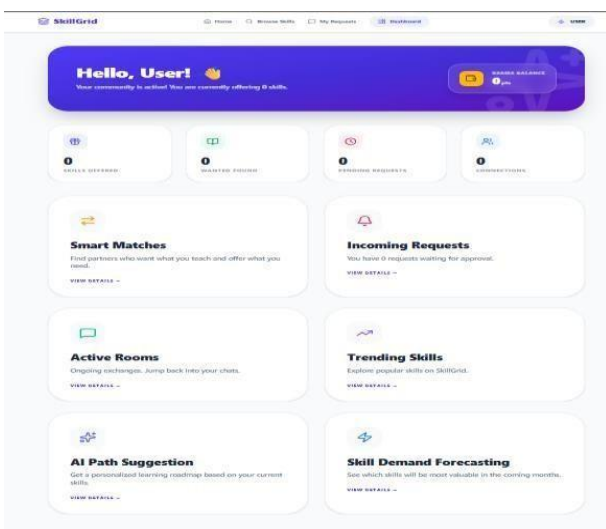 SkillGrid
Home Browse Skills My Requests Dashboard
USER
Hello, User! 👋
Your community is active! You are currently offering 0 skills.
KARMA BALANCE
0 pts
0
SKILLS OFFERED
0
WANTED FOUND
0
PENDING REQUESTS
0
CONNECTIONS
Smart Matches
Find partners who want what you teach and offer what you
need.
VIEW DETAILS →
Incoming Requests
You have 0 requests waiting for approval.
VIEW DETAILS →
Active Rooms
Ongoing exchanges. Jump back into your chats.
VIEW DETAILS →
Trending Skills
Explore popular skills on SkillGrid.
VIEW DETAILS →
AI Path Suggestion
Get a personalized learning roadmap based on your current
skills.
VIEW DETAILS →
Skill Demand Forecasting
See which skills will be most valuable in the coming months.
VIEW DETAILS →